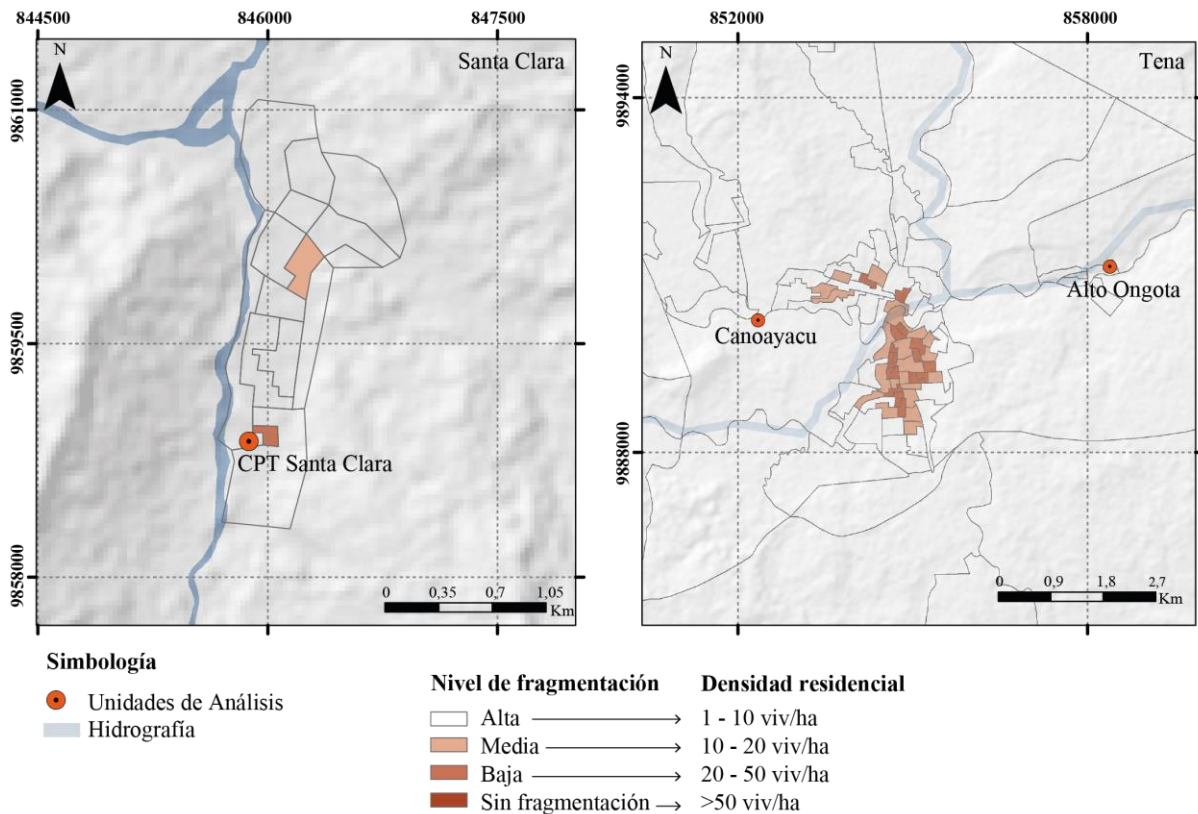 844500 846000 847500
852000 858000
N
Santa Clara
N
Tena
9861000
9859500
9858000
CPT Santa Clara
0 0,35 0,7 1,05
Km
9894000
9888000
Canoayacu
Alto Ongota
0 0,9 1,8 2,7
Km
Simbología
Unidades de Análisis
Hidrografía
Nivel de fragmentación Densidad residencial
Alta 1 - 10 viv/ha
Media 10 - 20 viv/ha
Baja 20 - 50 viv/ha
Sin fragmentación >50 viv/ha